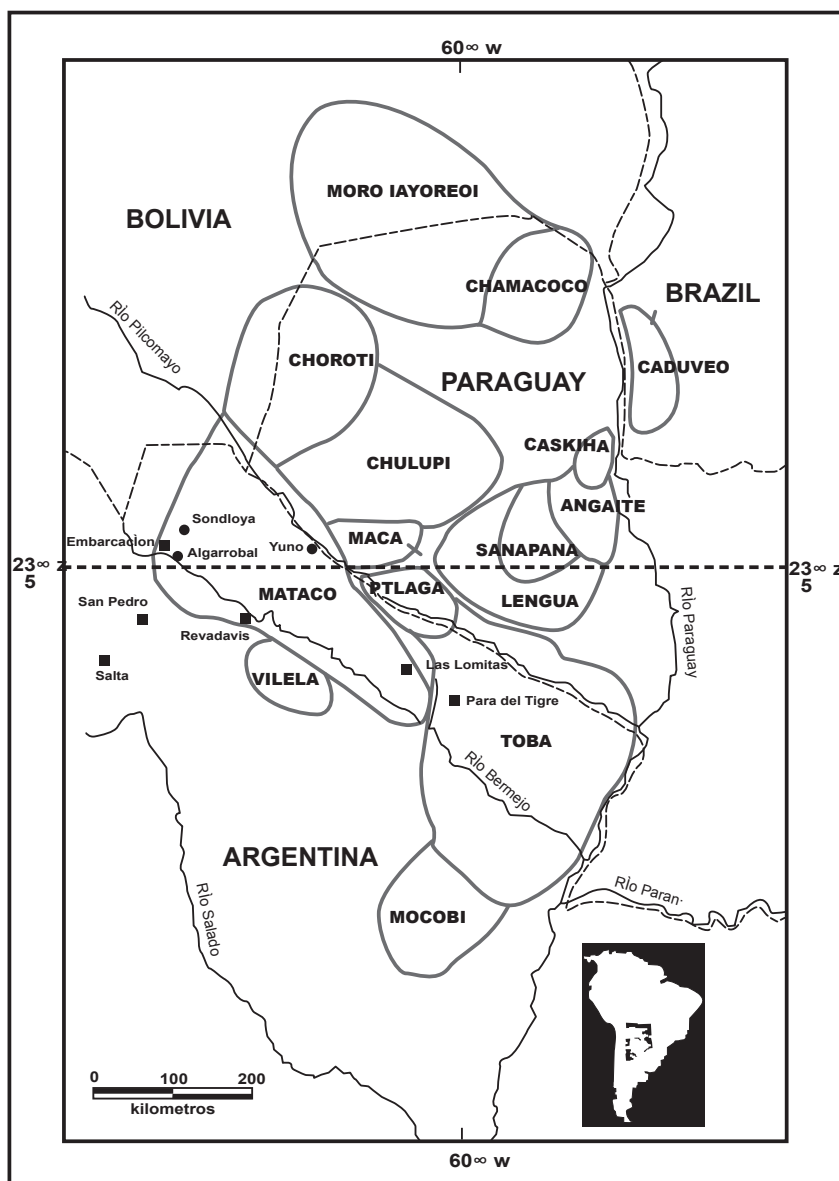 60∞ w
MORO IAYOREOI
BOLIVIA
CHAMACOCO
BRAZIL
RÌo Pilcomayo
CHOROTI
PARAGUAY
CADUVEO
CASKIHA
CHULUPI
ANGAITE
Sondloya
Embarcacìon
Yuno
MACA
SANAPANA
Algarrobal
23∞ z
5
23∞ z
5
PTLAGA
MATACO
LENGUA
San Pedro
Revadavis
RÌo Paraguay
Las Lomitas
Salta
VILELA
Para del Tigre
TOBA
RÌo Bermejo
ARGENTINA
RÌo Paran·
RÌo Salado
MOCOBI
0 100 200
kilometros
60∞ w